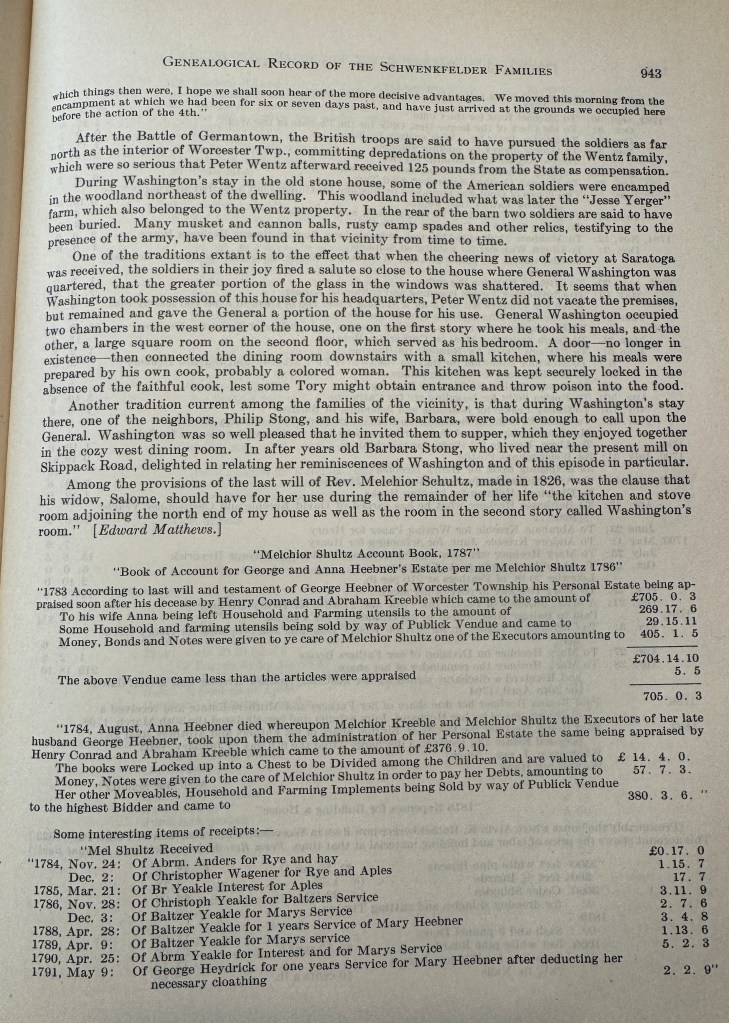 GENEALOGICAL RECORD OF THE SCHWENKFELDER FAMILIES 943
which things then were, I hope we shall soon hear of the more decisive advantages. We moved this morning from the
encampment at which we had been for six or seven days past, and have just arrived at the grounds we occupied here
before the action of the 4th."
After the Battle of Germantown, the British troops are said to have pursued the soldiers as far
north as the interior of Worcester Twp., committing depredations on the property of the Wentz family,
which were so serious that Peter Wentz afterward received 125 pounds from the State as compensation.
During Washington's stay in the old stone house, some of the American soldiers were encamped
in the woodland northeast of the dwelling. This woodland included what was later the "Jesse Yerger"
farm, which also belonged to the Wentz property. In the rear of the barn two soldiers are said to have
been buried. Many musket and cannon balls, rusty camp spades and other relics, testifying to the
presence of the army, have been found in that vicinity from time to time.
One of the traditions extant is to the effect that when the cheering news of victory at Saratoga
was received, the soldiers in their joy fired a salute so close to the house where General Washington was
quartered, that the greater portion of the glass in the windows was shattered. It seems that when
Washington took possession of this house for his headquarters, Peter Wentz did not vacate the premises,
but remained and gave the General a portion of the house for his use. General Washington occupied
two chambers in the west corner of the house, one on the first story where he took his meals, and the
other, a large square room on the second floor, which served as his bedroom. A door—no longer in
existence—then connected the dining room downstairs with a small kitchen, where his meals were
prepared by his own cook, probably a colored woman. This kitchen was kept securely locked in the
absence of the faithful cook, lest some Tory might obtain entrance and throw poison into the food.
Another tradition current among the families of the vicinity, is that during Washington's stay
there, one of the neighbors, Philip Stong, and his wife, Barbara, were bold enough to call upon the
General. Washington was so well pleased that he invited them to supper, which they enjoyed together
in the cozy west dining room. In after years old Barbara Stong, who lived near the present mill on
Skippack Road, delighted in relating her reminiscences of Washington and of this episode in particular.
Among the provisions of the last will of Rev. Melchior Schultz, made in 1826, was the clause that
his widow, Salome, should have for her use during the remainder of her life "the kitchen and stove
room adjoining the north end of my house as well as the room in the second story called Washington's
room." [Edward Matthews.]
"Melchior Shultz Account Book, 1787"
"Book of Account for George and Anna Heebner's Estate per me Melchior Shultz 1786"
"1783 According to last will and testament of George Heebner of Worcester Township his Personal Estate being ap-
praised soon after his decease by Henry Conrad and Abraham Kreeble which came to the amount of £705. 0. 3
To his wife Anna being left Household and Farming utensils to the amount of 269.17. 6
Some Household and farming utensils being sold by way of Publick Vendue and came to 29.15.11
Money, Bonds and Notes were given to ye care of Melchior Shultz one of the Executors amounting to 405. 1. 5
£704.14.10
The above Vendue came less than the articles were appraised 5. 5
705. 0. 3
"1784, August, Anna Heebner died whereupon Melchior Kreeble and Melchior Shultz the Executors of her late
husband George Heebner, took upon them the administration of her Personal Estate the same being appraised by
Henry Conrad and Abraham Kreeble which came to the amount of £376.9.10.
The books were Locked up into a Chest to be Divided among the Children and are valued to £ 14. 4. 0.
Money, Notes were given to the care of Melchior Shultz in order to pay her Debts, amounting to 57. 7. 3.
Her other Moveables, Household and Farming Implements being Sold by way of Publick Vendue
to the highest Bidder and came to 380. 3. 6. "
Some interesting items of receipts:—
"Mel Shultz Received
"1784, Nov. 24: Of Abrm. Anders for Rye and hay £0.17. 0
Dec. 2: Of Christopher Wagener for Rye and Aples 1.15. 7
1785, Mar. 21: Of Br Yeakle Interest for Aples 17. 7
1786, Nov. 28: Of Christoph Yeakle for Baltzers Service 3.11. 9
Dec. 3: Of Baltzer Yeakle for Marys Service 2. 7. 6
1788, Apr. 28: Of Baltzer Yeakle for 1 years Service of Mary Heebner 3. 4. 8
1789, Apr. 9: Of Baltzer Yeakle for Marys service 1.13. 6
1790, Apr. 25: Of Abrm Yeakle for Interest and for Marys Service 5. 2. 3
1791, May 9: Of George Heydrick for one years Service for Mary Heebner after deducting her
necessary cloathing 2. 2. 9"